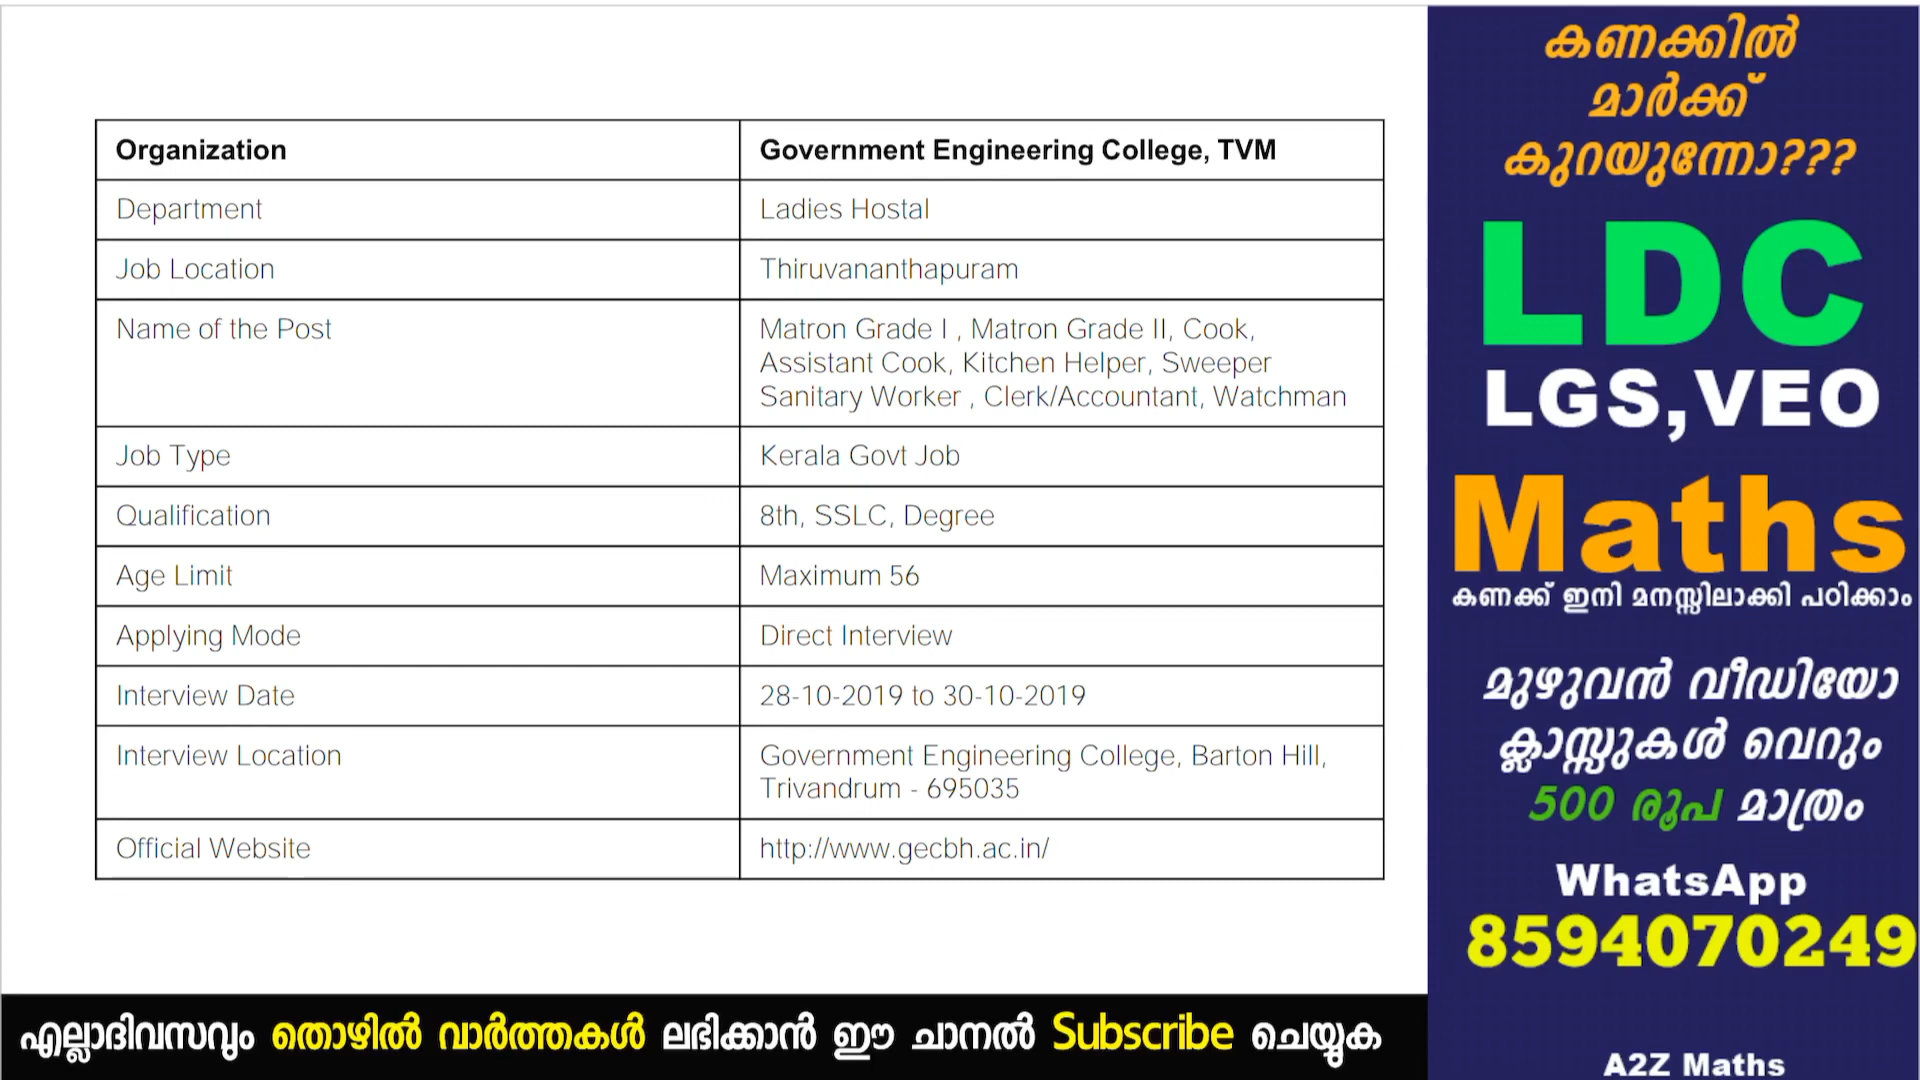 Organization
Government Engineering College, TVM
Department
Ladies Hostal
Job Location
Thiruvananthapuram
Name of the Post
Matron Grade I , Matron Grade II, Cook,
Assistant Cook, Kitchen Helper, Sweeper
Sanitary Worker , Clerk/Accountant, Watchman
Job Type
Kerala Govt Job
Qualification
8th, SSLC, Degree
Age Limit
Maximum 56
Applying Mode
Direct Interview
Interview Date
28-10-2019 to 30-10-2019
Interview Location
Government Engineering College, Barton Hill,
Trivandrum - 695035
Official Website
http://www.gecbh.ac.in/
കണക്കിൽ
മാർക്ക്
കുറയുന്നോ???
LDC
LGS,VEO
Maths
കണക്ക് ഇനി മനസ്സിലാക്കി പഠിക്കാം
മുഴുവൻ വീഡിയോ
ക്ലാസ്സുകൾ വെറും
500 രൂപ മാത്രം
WhatsApp
8594070249
A2Z Maths
എല്ലാദിവസവും തൊഴിൽ വാർത്തകൾ ലഭിക്കാൻ ഈ ചാനൽ Subscribe ചെയ്യുക